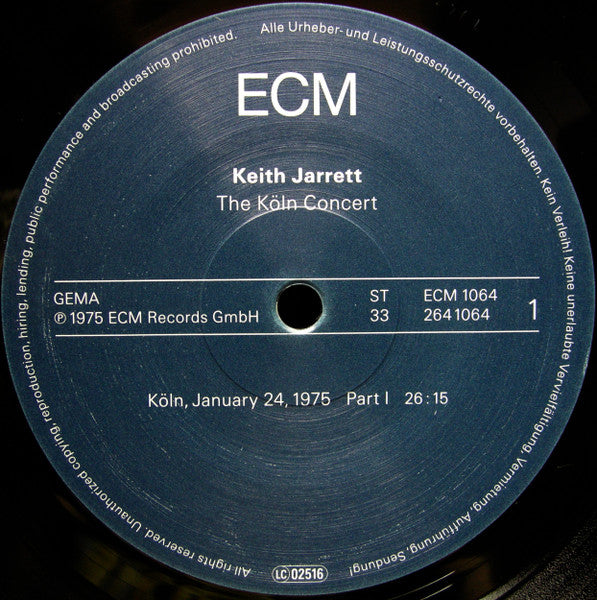 ECM
Keith Jarrett
The Köln Concert
GEMA
℗ 1975 ECM Records GmbH
ST
33
ECM 1064
2641064
1
Köln, January 24, 1975 Part I 26:15
Alle Urheber- und Leistungsschutzrechte vorbehalten. Kein Verleih! Keine unerlaubte Vervielfältigung, Vermietung, Aufführung, Sendung!
LC 02516
All rights reserved. Unauthorized copying, reproduction, hiring, lending, public performance and broadcasting prohibited.